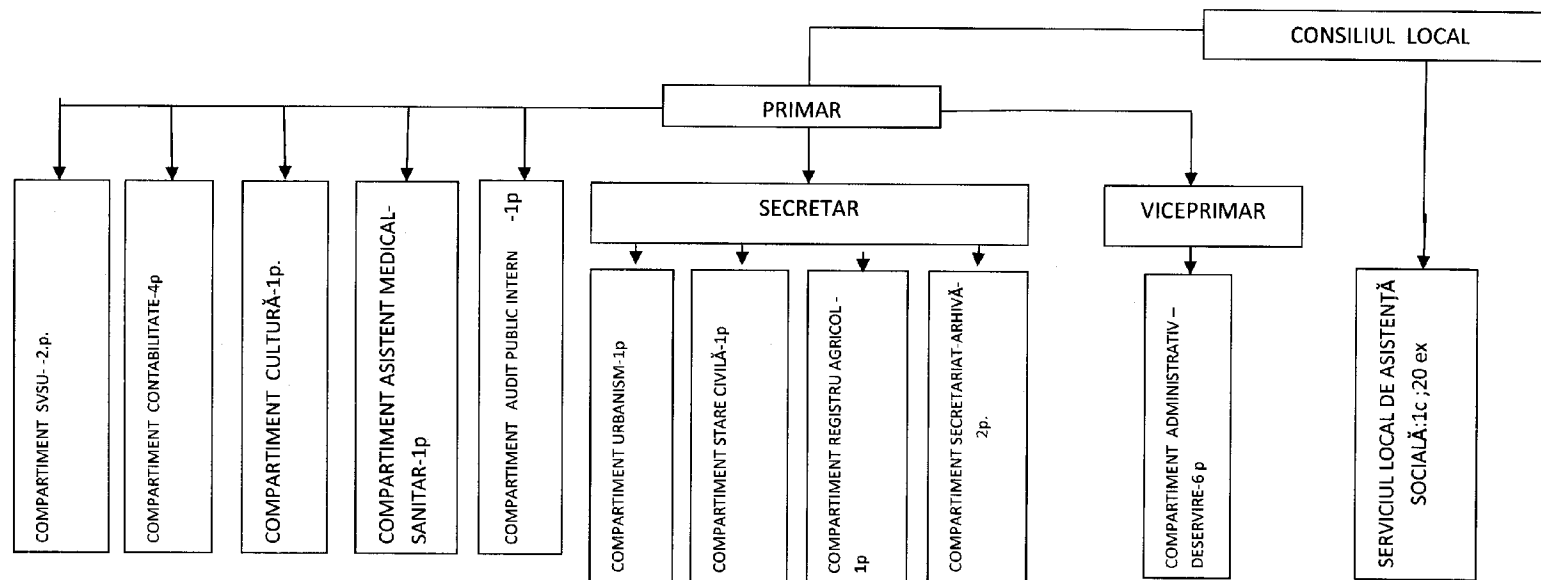 CONSILIUL LOCAL
PRIMAR
SECRETAR
VICEPRIMAR
COMPARTIMENT SVSU- -2.p.
COMPARTIMENT CONTABILITATE-4p
COMPARTIMENT CULTURĂ-1p.
COMPARTIMENT ASISTENT MEDICAL-
SANITAR-1p
COMPARTIMENT AUDIT PUBLIC INTERN -1p
COMPARTIMENT URBANISM-1p
COMPARTIMENT STARE CIVILĂ-1p
COMPARTIMENT REGISTRU AGRICOL-
1p
COMPARTIMENT SECRETARIAT-ARHIVĂ-
2p.
COMPARTIMENT ADMINISTRATIV –
DESERVIRE-6 p
SERVICIUL LOCAL DE ASISTENŢĂ
SOCIALĂ:1c ;20 ex